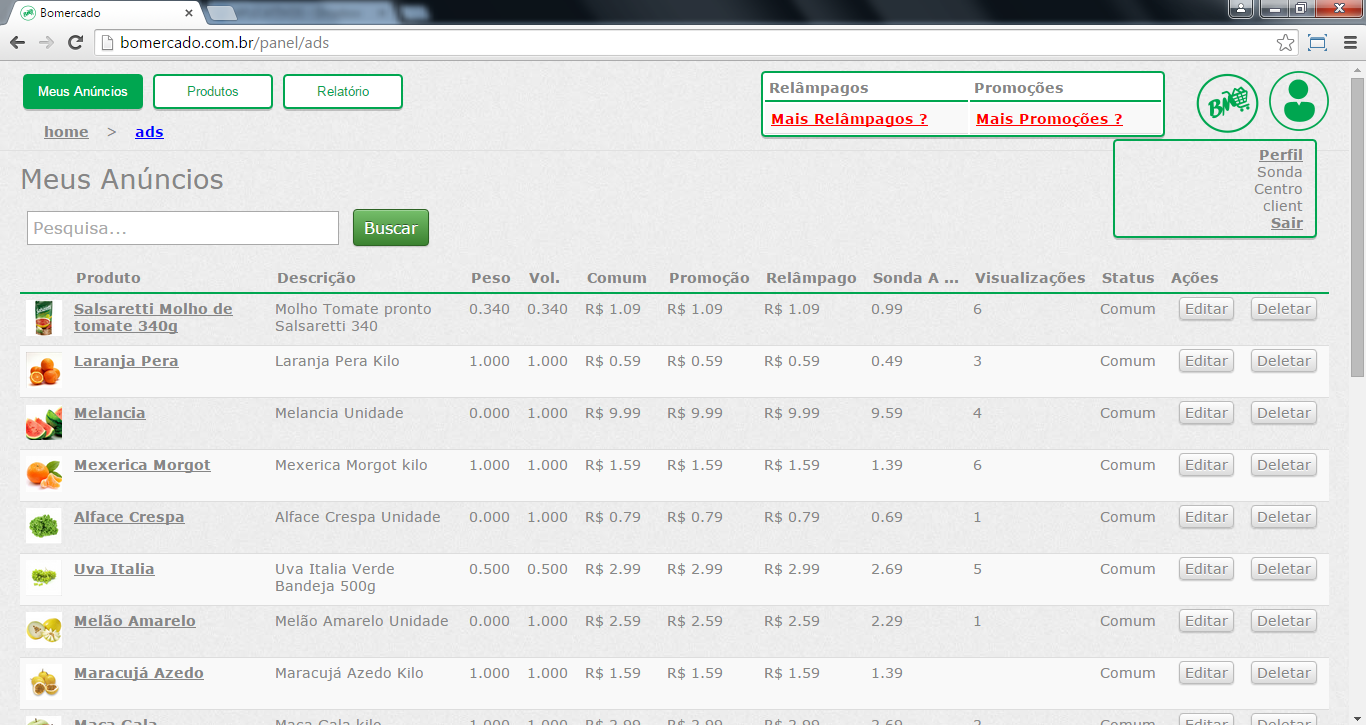 Bomercado
bomercado.com.br/panel/ads
Meus Anúncios Produtos Relatório
Relâmpagos Promoções
Mais Relâmpagos ? Mais Promoções ?
home > ads
Perfil
Sonda
Centro
client
Sair
Meus Anúncios
Pesquisa... Buscar
Produto Descrição Peso Vol. Comum Promoção Relâmpago Sonda A ... Visualizações Status Ações
Salsaretti Molho de Molho Tomate pronto 0.340 0.340 R$ 1.09 R$ 1.09 R$ 1.09 0.99 6 Comum Editar Deletar
tomate 340g Salsaretti 340
Laranja Pera Laranja Pera Kilo 1.000 1.000 R$ 0.59 R$ 0.59 R$ 0.59 0.49 3 Comum Editar Deletar
Melancia Melancia Unidade 0.000 1.000 R$ 9.99 R$ 9.99 R$ 9.99 9.59 4 Comum Editar Deletar
Mexerica Morgot Mexerica Morgot kilo 1.000 1.000 R$ 1.59 R$ 1.59 R$ 1.59 1.39 6 Comum Editar Deletar
Alface Crespa Alface Crespa Unidade 0.000 1.000 R$ 0.79 R$ 0.79 R$ 0.79 0.69 1 Comum Editar Deletar
Uva Italia Uva Italia Verde 0.500 0.500 R$ 2.99 R$ 2.99 R$ 2.99 2.69 5 Comum Editar Deletar
Bandeja 500g
Melão Amarelo Melão Amarelo Unidade 0.000 1.000 R$ 2.59 R$ 2.59 R$ 2.59 2.29 1 Comum Editar Deletar
Maracujá Azedo Maracujá Azedo Kilo 1.000 1.000 R$ 1.59 R$ 1.59 R$ 1.59 1.39 Comum Editar Deletar